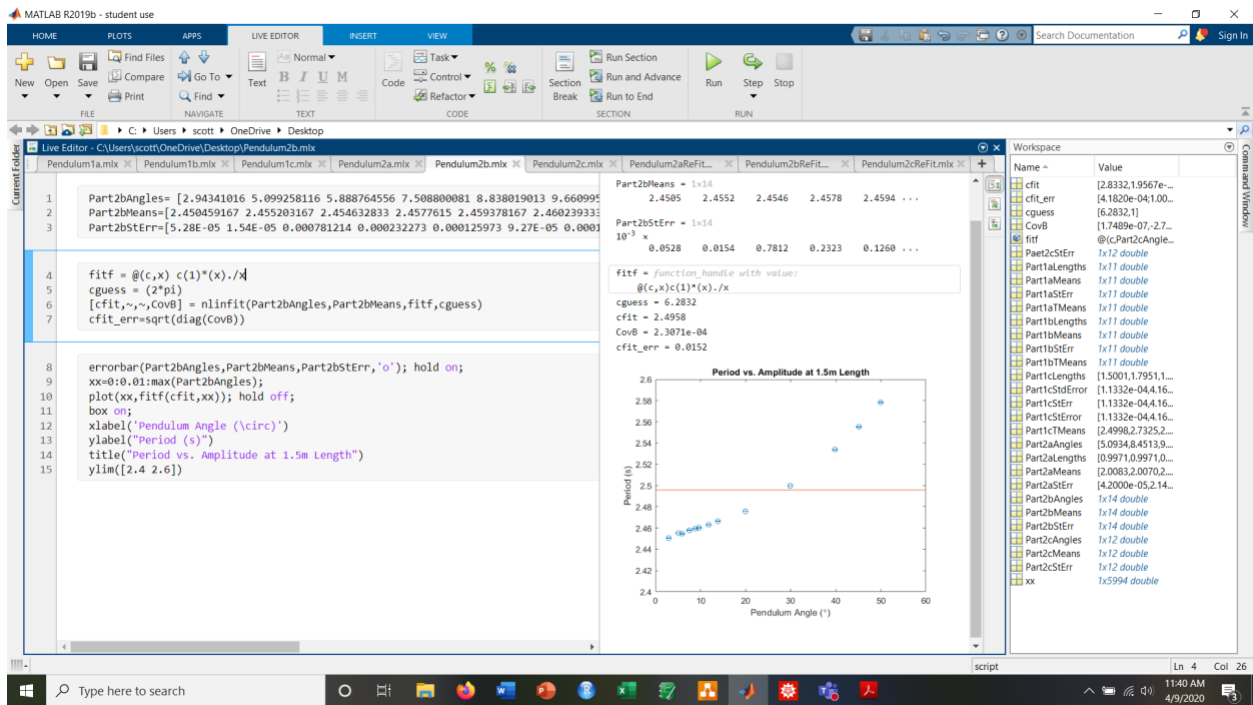 MATLAB R2019b - student use
HOME PLOTS APPS LIVE EDITOR INSERT VIEW
Search Documentation
Sign In
New Open Save
Find Files
Compare
Print
FILE
Go To
Find
NAVIGATE
Text
Normal
B I U M
TEXT
Code
Task
Control
Refactor
CODE
Section Break
Run Section
Run and Advance
Run to End
SECTION
Run Step Stop
RUN
C: Users scott OneDrive Desktop
Current Folder
Live Editor - C:\Users\scott\OneDrive\Desktop\Pendulum2b.mlx
Pendulum1a.mlx Pendulum1b.mlx Pendulum1c.mlx Pendulum2a.mlx Pendulum2b.mlx Pendulum2c.mlx Pendulum2aReFit... Pendulum2bReFit... Pendulum2cReFit.mlx
1 Part2bAngles= [2.94341016 5.099258116 5.888764556 7.508800081 8.838019013 9.660995
2 Part2bMeans=[2.450459167 2.455203167 2.454632833 2.4577615 2.459378167 2.460239333
3 Part2bStErr=[5.28E-05 1.54E-05 0.000781214 0.000232273 0.000125973 9.27E-05 0.0001
4 fitf = @(c,x) c(1)*(x)./x
5 cguess = (2*pi)
6 [cfit,~,~,CovB] = nlinfit(Part2bAngles,Part2bMeans,fitf,cguess)
7 cfit_err=sqrt(diag(CovB))
8 errorbar(Part2bAngles,Part2bMeans,Part2bStErr,'o'); hold on;
9 xx=0:0.01:max(Part2bAngles);
10 plot(xx,fitf(cfit,xx)); hold off;
11 box on;
12 xlabel('Pendulum Angle (\circ)')
13 ylabel("Period (s)")
14 title("Period vs. Amplitude at 1.5m Length")
15 ylim([2.4 2.6])
Part2bMeans = 1×14
2.4505 2.4552 2.4546 2.4578 2.4594 ...
Part2bStErr = 1×14
10-3 ×
0.0528 0.0154 0.7812 0.2323 0.1260 ...
fitf = function_handle with value:
@(c,x)c(1)*(x)./x
cguess = 6.2832
cfit = 2.4958
CovB = 2.3071e-04
cfit_err = 0.0152
Period vs. Amplitude at 1.5m Length
2.6
2.58
2.56
2.54
2.52
2.5
2.48
2.46
2.44
2.42
2.4
Period (s)
0 10 20 30 40 50 60
Pendulum Angle (°)
Workspace
Name Value
cfit [2.8332,1.9567e-...
cfit_err [4.1820e-04;1.00...
cguess [6.2832,1]
CovB [1.7489e-07,-2.7...
fitf @(c,Part2cAngle...
Paet2cStErr 1x12 double
Part1aLengths 1x11 double
Part1aMeans 1x11 double
Part1aStErr 1x11 double
Part1aTMeans 1x11 double
Part1bLengths 1x11 double
Part1bMeans 1x11 double
Part1bStErr 1x11 double
Part1bTMeans 1x11 double
Part1cLengths [1.5001,1.7951,1....
Part1cStdError [1.1332e-04,4.16...
Part1cStErr [1.1332e-04,4.16...
Part1cStError [1.1332e-04,4.16...
Part1cTMeans [2.4998,2.7325,2....
Part2aAngles [5.0934,8.4513,9....
Part2aLengths [0.9971,0.9971,0....
Part2aMeans [2.0083,2.0070,2....
Part2aStErr [4.2000e-05,2.14...
Part2bAngles 1x14 double
Part2bMeans 1x14 double
Part2bStErr 1x14 double
Part2cAngles 1x12 double
Part2cMeans 1x12 double
Part2cStErr 1x12 double
xx 1x5994 double
Command Window
script Ln 4 Col 26
Type here to search
11:40 AM
4/9/2020
3